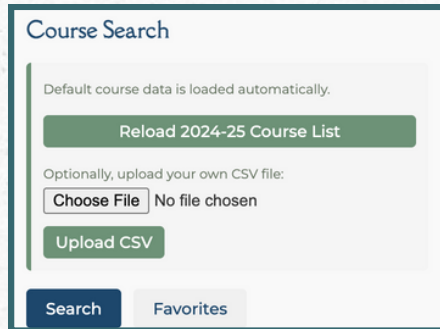 Course Search
Default course data is loaded automatically.
Reload 2024-25 Course List
Optionally, upload your own CSV file:
Choose File No file chosen
Upload CSV
Search Favorites